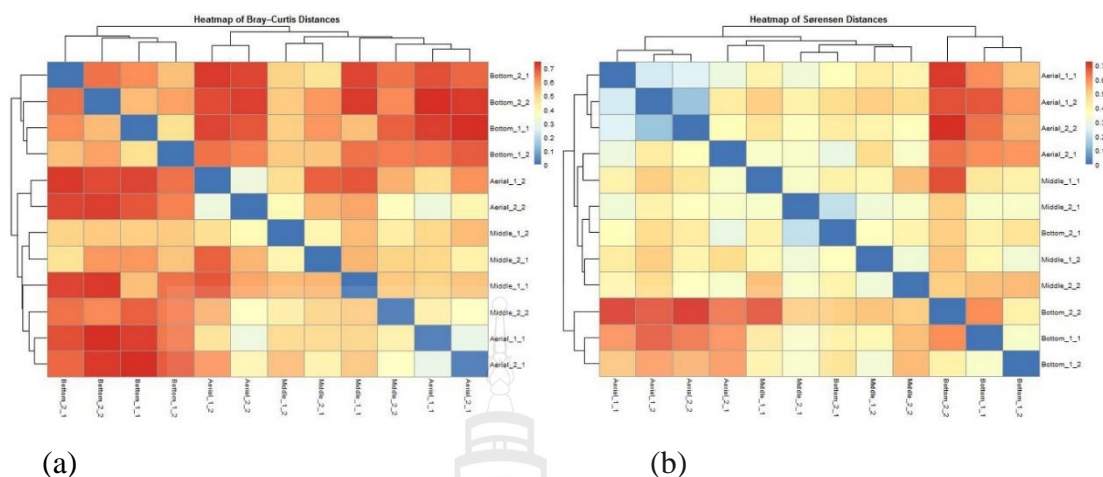 Heatmap of Bray–Curtis Distances
0.7
0.6
0.5
0.4
0.3
0.2
0.1
0
Bottom_2_1
Bottom_2_2
Bottom_1_1
Bottom_1_2
Aerial_1_2
Aerial_2_2
Middle_1_2
Middle_2_1
Middle_1_1
Middle_2_2
Aerial_1_1
Aerial_2_1
Bottom_2_1
Bottom_2_2
Bottom_1_1
Bottom_1_2
Aerial_1_2
Aerial_2_2
Middle_1_2
Middle_2_1
Middle_1_1
Middle_2_2
Aerial_1_1
Aerial_2_1
(a)
Heatmap of Sørensen Distances
0.7
0.6
0.5
0.4
0.3
0.2
0.1
0
Aerial_1_1
Aerial_1_2
Aerial_2_2
Aerial_2_1
Middle_1_1
Middle_2_1
Bottom_2_1
Middle_1_2
Middle_2_2
Bottom_2_2
Bottom_1_1
Bottom_1_2
Aerial_1_1
Aerial_1_2
Aerial_2_2
Aerial_2_1
Middle_1_1
Middle_2_1
Bottom_2_1
Middle_1_2
Middle_2_2
Bottom_2_2
Bottom_1_1
Bottom_1_2
(b)